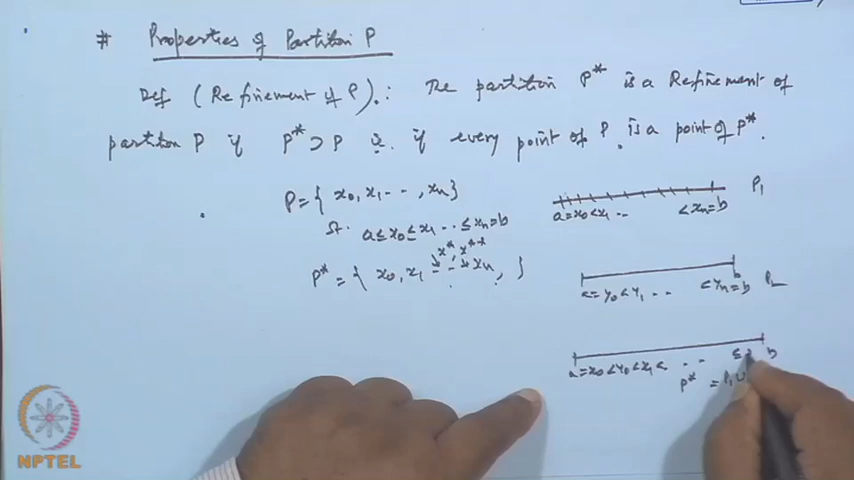 # Properties of Partition P
Def (Refinement of P).: The partition P* is a Refinement of
partition P if P* ⊃ P ie. if every point of P. is a point of P*.
P = { x0, x1 - - , xn}
St. a ≤ x0 ≤ x1 - - ≤ xn = b
x*, x**
P* = { x0, x1 - - - xn, }
P1
a = x0 < x1 - - < xn = b
a = y0 < y1 - - < yn = b P2
a = x0 < y0 < x1 < - - ≤ b
P* = P1 ∪
NPTEL